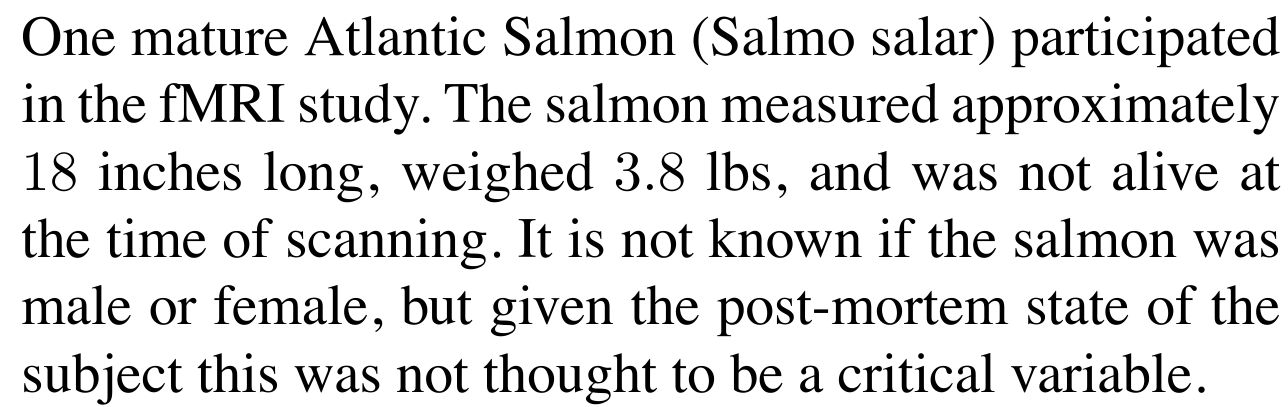 One mature Atlantic Salmon (Salmo salar) participated
in the fMRI study. The salmon measured approximately
18 inches long, weighed 3.8 lbs, and was not alive at
the time of scanning. It is not known if the salmon was
male or female, but given the post-mortem state of the
subject this was not thought to be a critical variable.